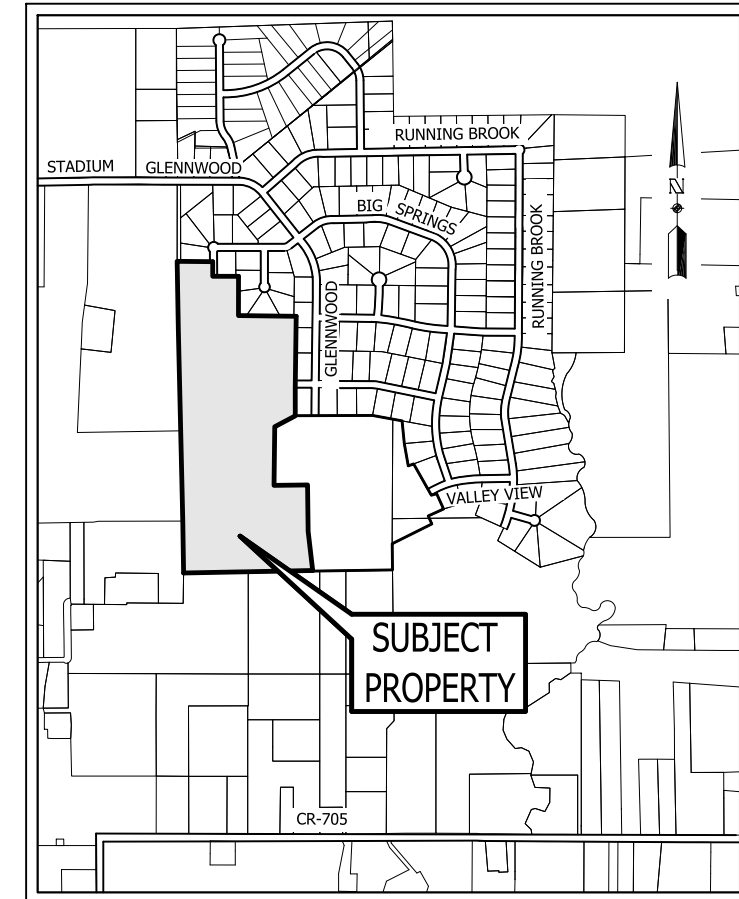 RUNNING BROOK
STADIUM
GLENNWOOD
N
BIG SPRINGS
RUNNING BROOK
GLENNWOOD
VALLEY VIEW
SUBJECT
PROPERTY
CR-705